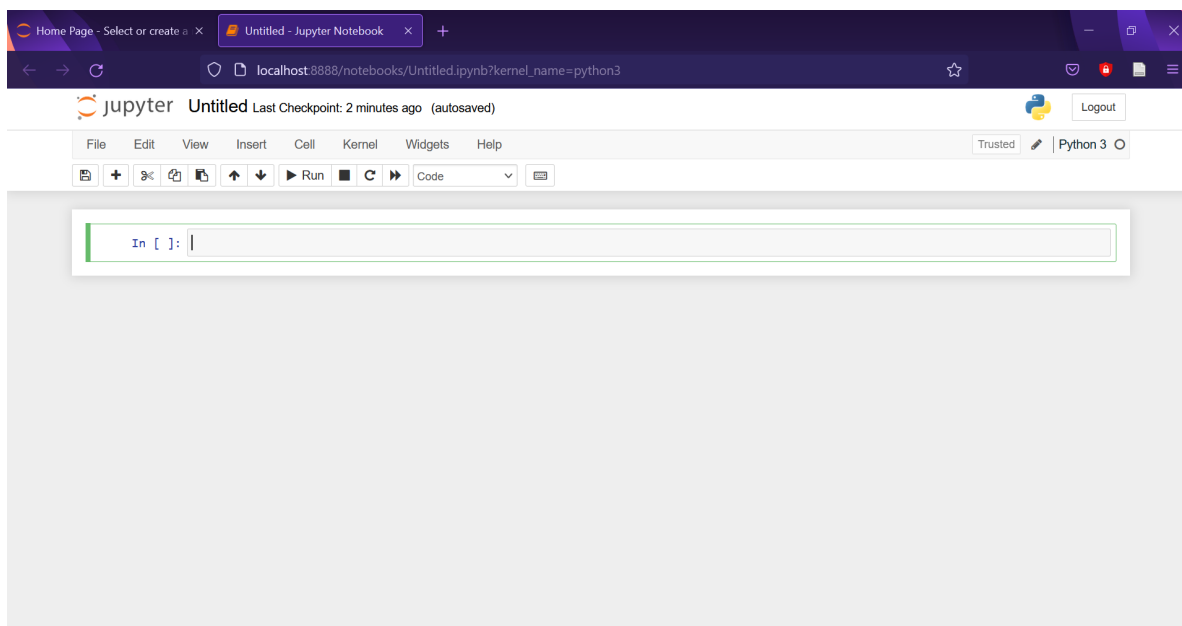 Home Page - Select or create a
Untitled - Jupyter Notebook
localhost:8888/notebooks/Untitled.ipynb?kernel_name=python3
jupyter Untitled Last Checkpoint: 2 minutes ago (autosaved) Logout
File Edit View Insert Cell Kernel Widgets Help Trusted Python 3
Run Code
In [ ]: